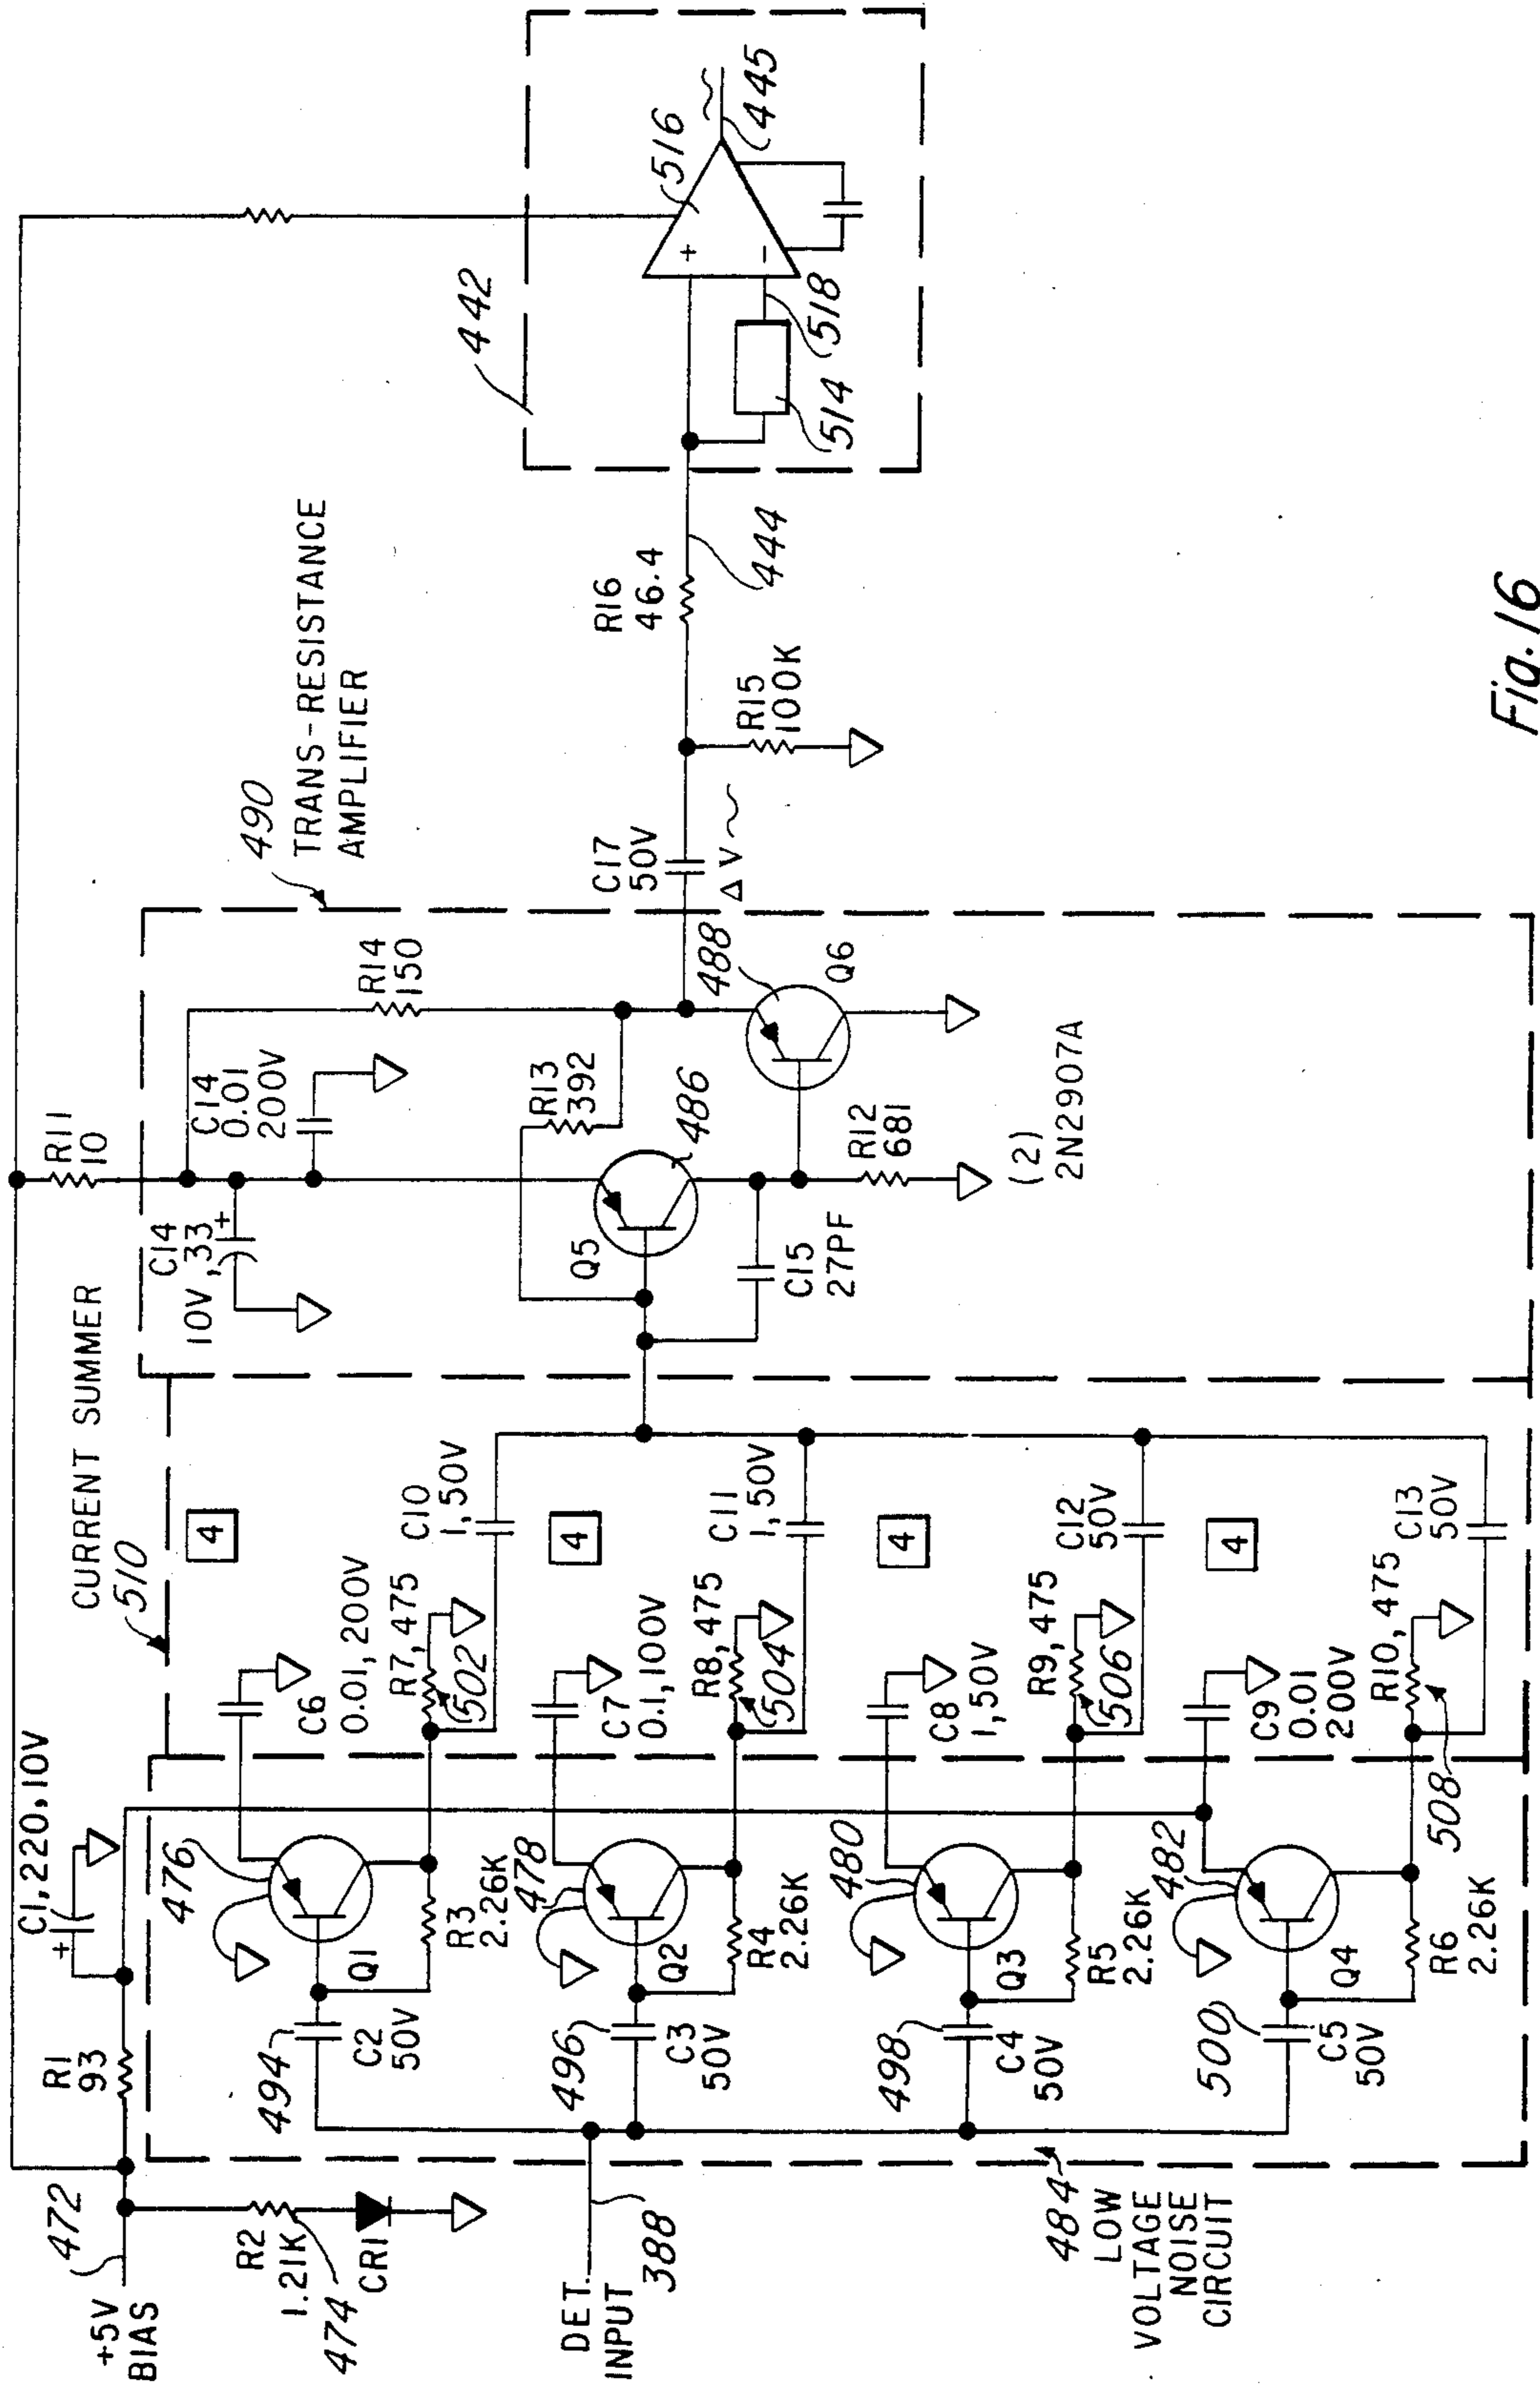 +5V
BIAS
472
R2
1.21K
474
CR1
R1
93
C1,220,10V
+
DET.
INPUT
388
484
LOW
VOLTAGE
NOISE
CIRCUIT
494
C2
50V
476
Q1
R3
2.26K
496
C3
50V
478
Q2
R4
2.26K
498
C4
50V
480
Q3
R5
2.26K
500
C5
50V
482
Q4
R6
2.26K
CURRENT SUMMER
510
4
C6
0.01, 200V
R7,475
502
C10
1,50V
4
C7
0.1,100V
R8,475
504
C11
1,50V
4
C8
1,50V
R9,475
506
C12
50V
4
C9
0.01
200V
R10,475
508
C13
50V
R11
10
C14
10V,33
+
C14
0.01
200V
R14
150
R13
392
Q5
486
C15
27PF
R12
681
488
Q6
(2)
2N2907A
490
TRANS-RESISTANCE
AMPLIFIER
C17
50V
ΔV ~
R15
100K
R16
46.4
444
442
514
518
516
+
−
445
~
Fig. 16